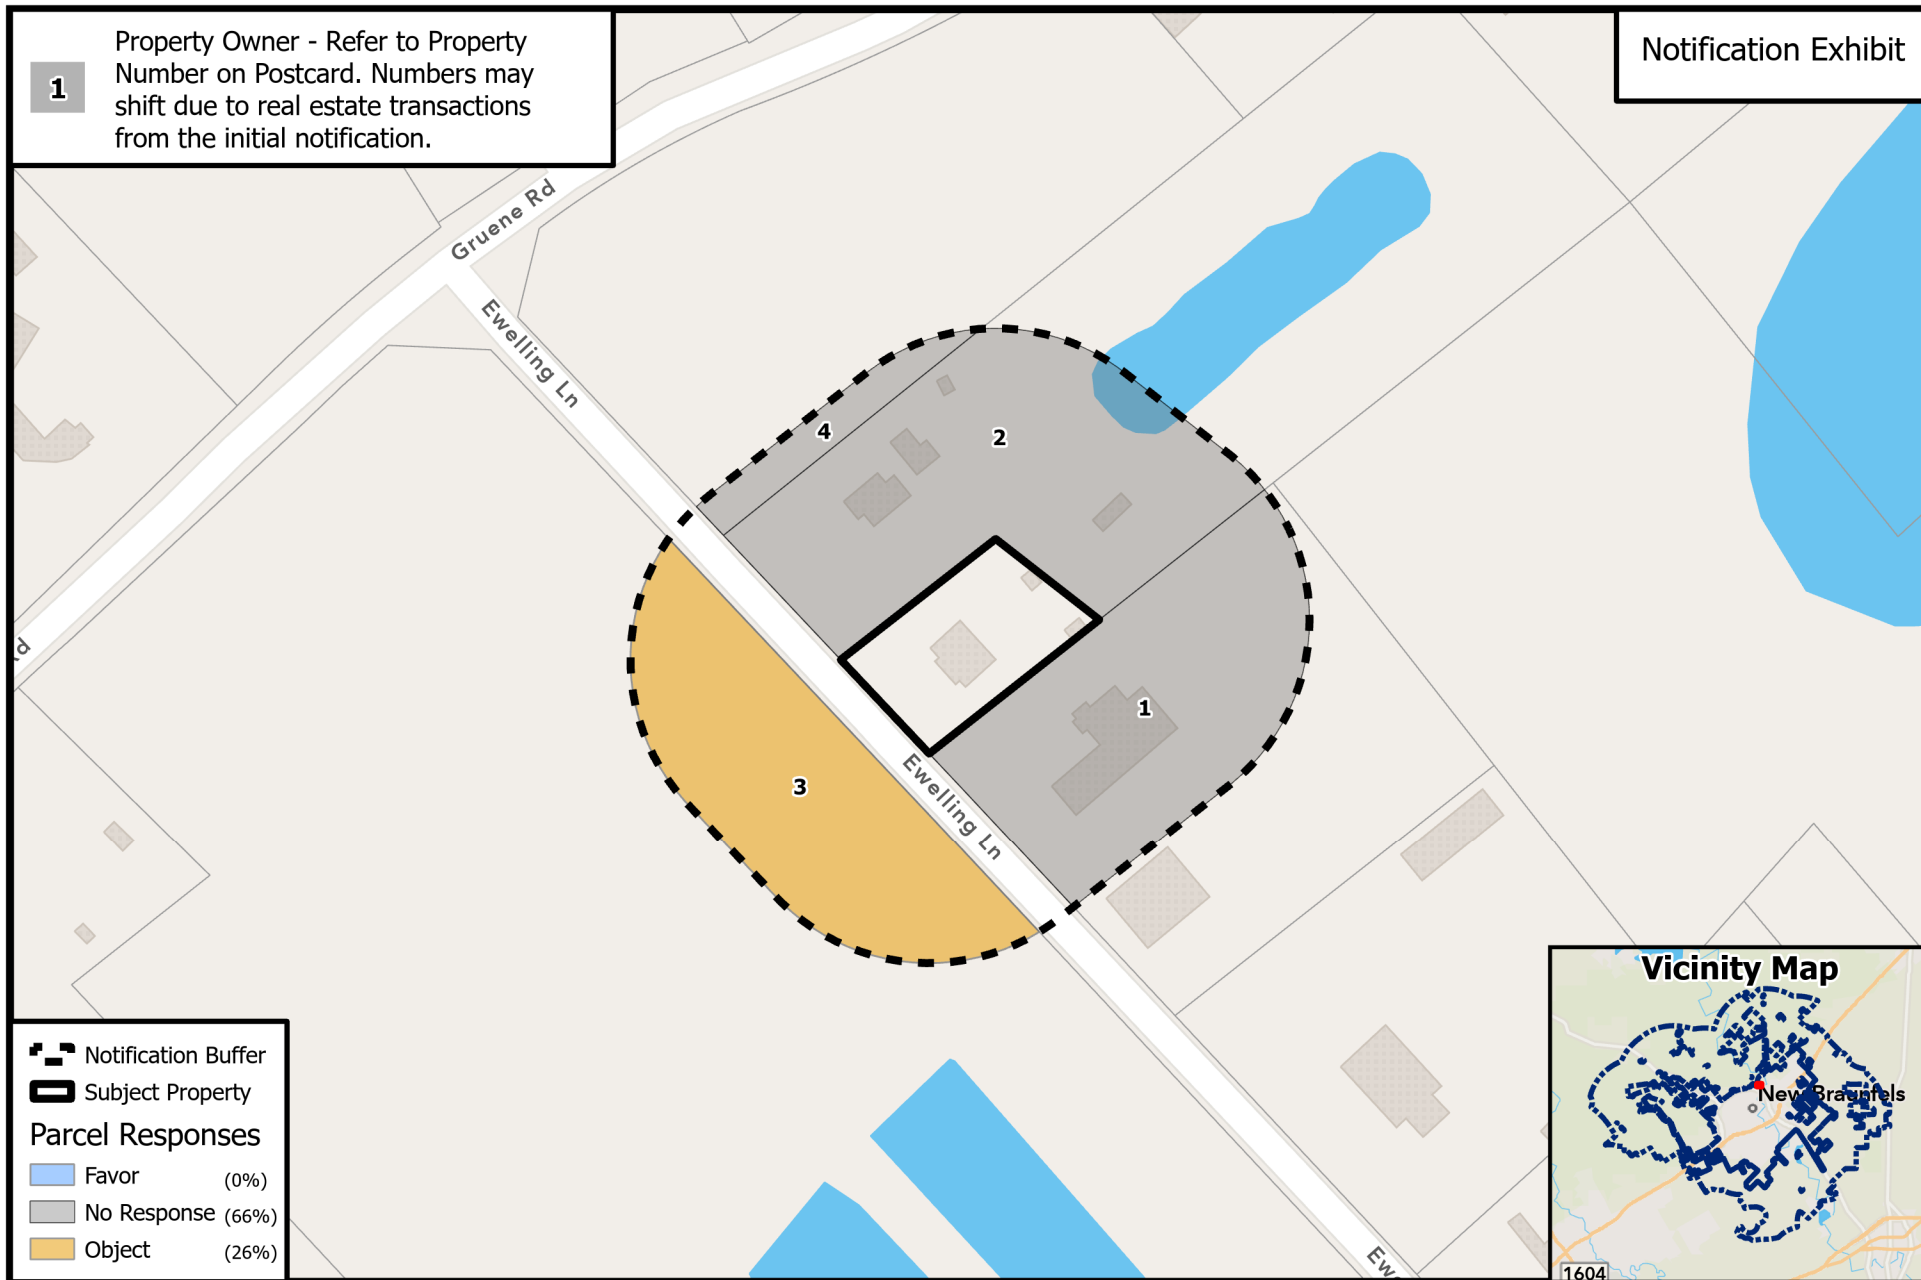 1
Property Owner - Refer to Property
Number on Postcard. Numbers may
shift due to real estate transactions
from the initial notification.
Notification Exhibit
Gruene Rd
Ewelling Ln
4
2
Rd
1
3
Ewelling Ln
Notification Buffer
Subject Property
Parcel Responses
Favor (0%)
No Response (66%)
Object (26%)
Vicinity Map
New Braunfels
1604
Ewe